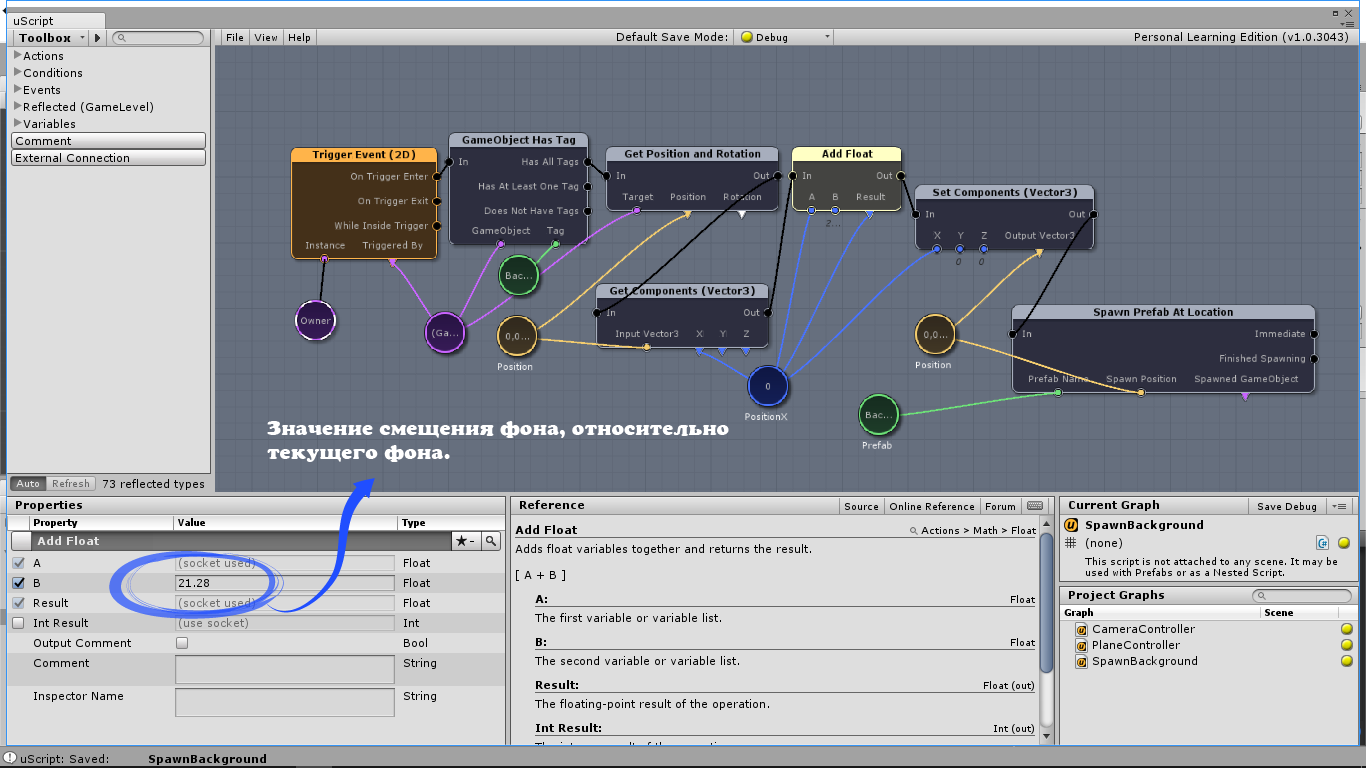 uScript
Toolbox
File View Help
Default Save Mode: Debug
Personal Learning Edition (v1.0.3043)
Actions
Conditions
Events
Reflected (GameLevel)
Variables
Comment
External Connection
Auto Refresh 73 reflected types
Trigger Event (2D)
On Trigger Enter
On Trigger Exit
While Inside Trigger
Instance Triggered By
Owner
GameObject Has Tag
In Has All Tags
Has At Least One Tag
Does Not Have Tags
GameObject Tag
Bac...
(Ga...
Get Position and Rotation
In Out
Target Position Rotation
0,0...
Position
Get Components (Vector3)
In Out
Input Vector3 X Y Z
Add Float
In Out
A B Result
2...
0
PositionX
Set Components (Vector3)
In Out
X Y Z Output Vector3
0 0
0,0...
Position
Spawn Prefab At Location
In Immediate
Finished Spawning
Prefab Name Spawn Position Spawned GameObject
Bac...
Prefab
Значение смещения фона, относительно
текущего фона.
Properties
Property Value Type
Add Float
A (socket used) Float
B 21.28 Float
Result (socket used) Float
Int Result (use socket) Int
Output Comment Bool
Comment String
Inspector Name String
Reference Source Online Reference Forum
Add Float Actions > Math > Float
Adds float variables together and returns the result.
[ A + B ]
A: Float
The first variable or variable list.
B: Float
The second variable or variable list.
Result: Float (out)
The floating-point result of the operation.
Int Result: Int (out)
Current Graph Save Debug
SpawnBackground
(none)
This script is not attached to any scene. It may be
used with Prefabs or as a Nested Script.
Project Graphs
Graph Scene
CameraController
PlaneController
SpawnBackground
uScript: Saved: SpawnBackground